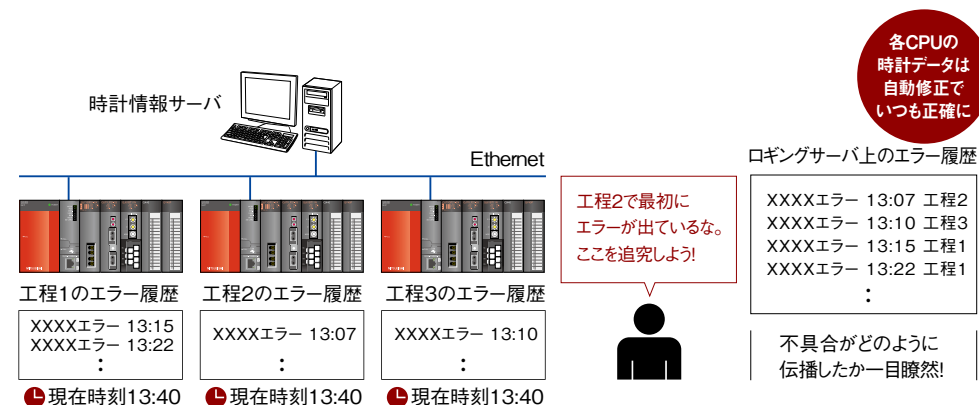 各CPUの
時計データは
自動修正で
いつも正確に
時計情報サーバ
Ethernet
ロギングサーバ上のエラー履歴
XXXXエラー 13:07 工程2
XXXXエラー 13:10 工程3
XXXXエラー 13:15 工程1
XXXXエラー 13:22 工程1
:
不具合がどのように
伝播したか一目瞭然!
工程2で最初に
エラーが出ているな。
ここを追究しよう!
工程1のエラー履歴
XXXXエラー 13:15
XXXXエラー 13:22
:
現在時刻13:40
工程2のエラー履歴
XXXXエラー 13:07
:
現在時刻13:40
工程3のエラー履歴
XXXXエラー 13:10
:
現在時刻13:40